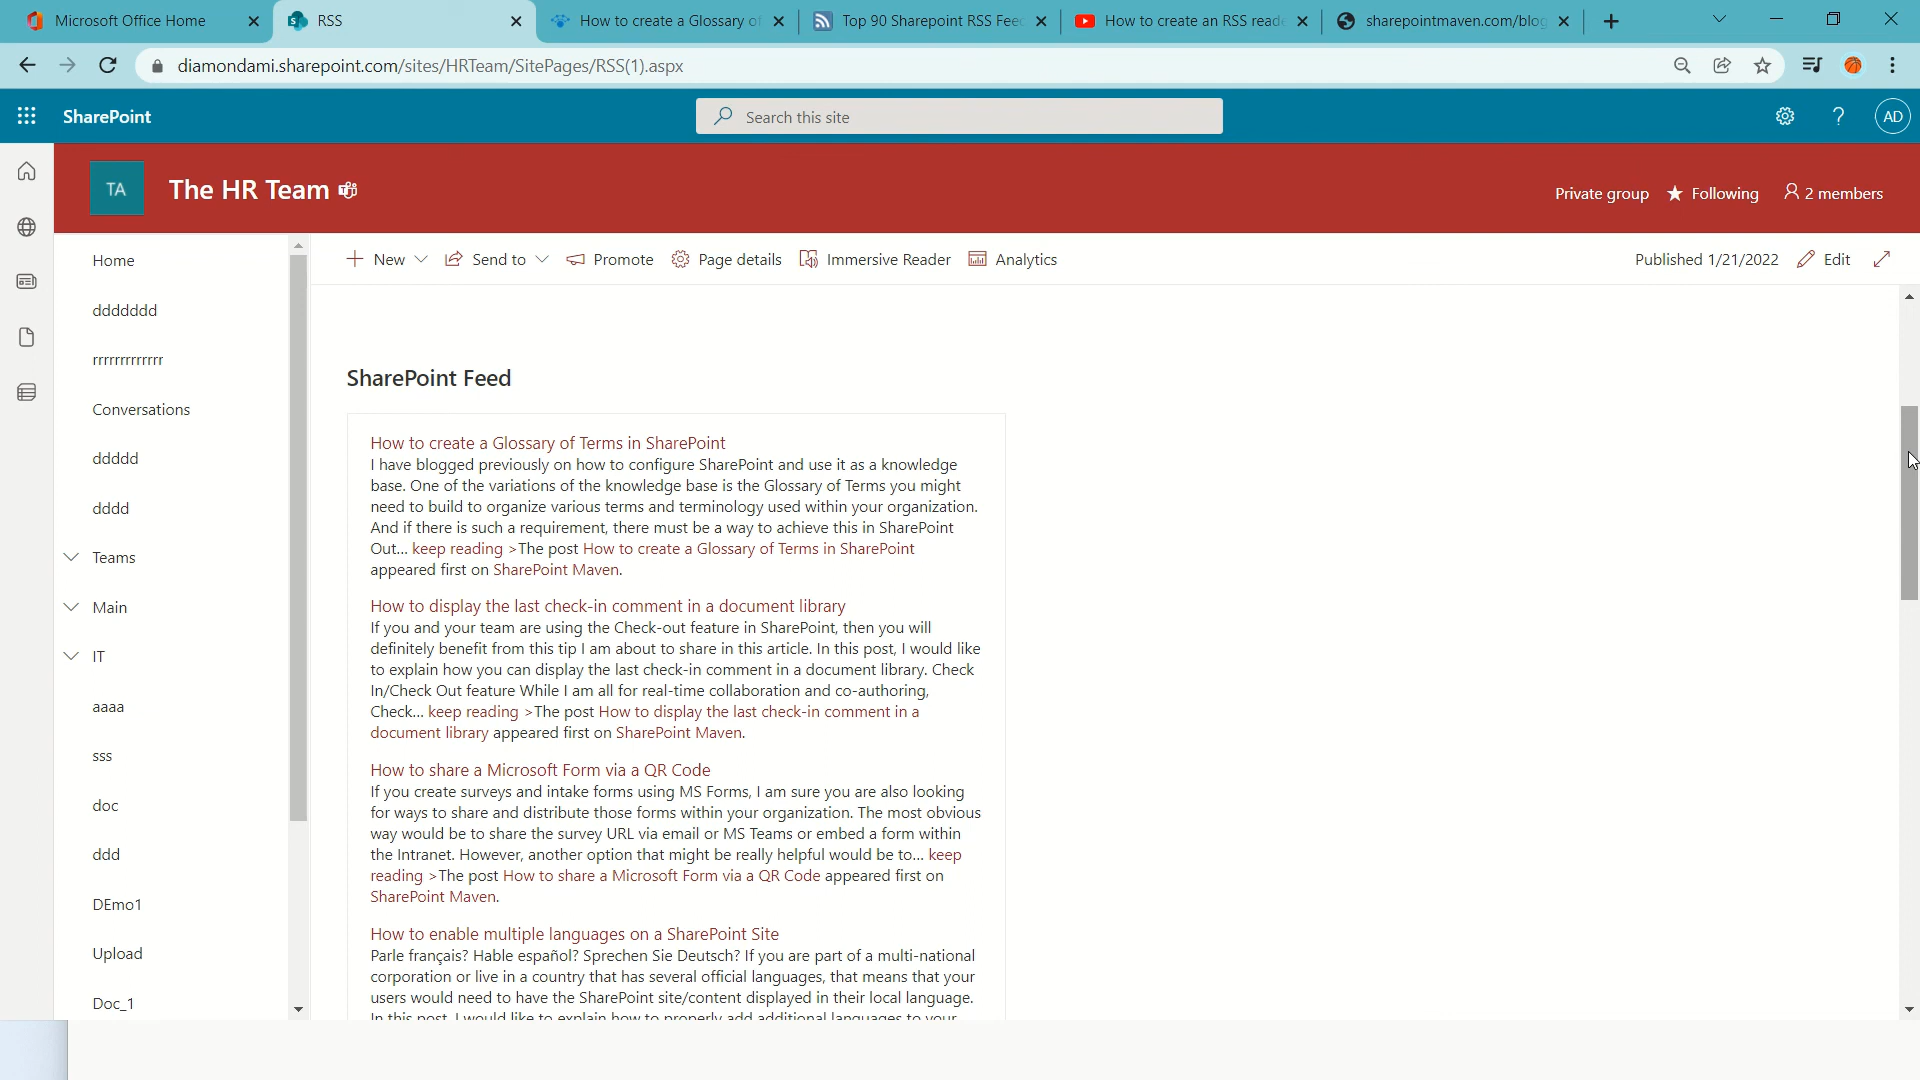 Microsoft Office Home
RSS
How to create a Glossary of
Top 90 Sharepoint RSS Feed
How to create an RSS reade
sharepointmaven.com/blog
diamondami.sharepoint.com/sites/HRTeam/SitePages/RSS(1).aspx
SharePoint
Search this site
AD
TA
The HR Team
Private group
Following
2 members
Home
ddddddd
rrrrrrrrrrrrr
Conversations
ddddd
dddd
Teams
Main
IT
aaaa
sss
doc
ddd
DEmo1
Upload
Doc_1
New
Send to
Promote
Page details
Immersive Reader
Analytics
Published 1/21/2022
Edit
SharePoint Feed
How to create a Glossary of Terms in SharePoint
I have blogged previously on how to configure SharePoint and use it as a knowledge
base. One of the variations of the knowledge base is the Glossary of Terms you might
need to build to organize various terms and terminology used within your organization.
And if there is such a requirement, there must be a way to achieve this in SharePoint
Out... keep reading >The post How to create a Glossary of Terms in SharePoint
appeared first on SharePoint Maven.
How to display the last check-in comment in a document library
If you and your team are using the Check-out feature in SharePoint, then you will
definitely benefit from this tip I am about to share in this article. In this post, I would like
to explain how you can display the last check-in comment in a document library. Check
In/Check Out feature While I am all for real-time collaboration and co-authoring,
Check... keep reading >The post How to display the last check-in comment in a
document library appeared first on SharePoint Maven.
How to share a Microsoft Form via a QR Code
If you create surveys and intake forms using MS Forms, I am sure you are also looking
for ways to share and distribute those forms within your organization. The most obvious
way would be to share the survey URL via email or MS Teams or embed a form within
the Intranet. However, another option that might be really helpful would be to... keep
reading >The post How to share a Microsoft Form via a QR Code appeared first on
SharePoint Maven.
How to enable multiple languages on a SharePoint Site
Parle français? Hable español? Sprechen Sie Deutsch? If you are part of a multi-national
corporation or live in a country that has several official languages, that means that your
users would need to have the SharePoint site/content displayed in their local language.
In this post, I would like to explain how to properly add additional languages to your